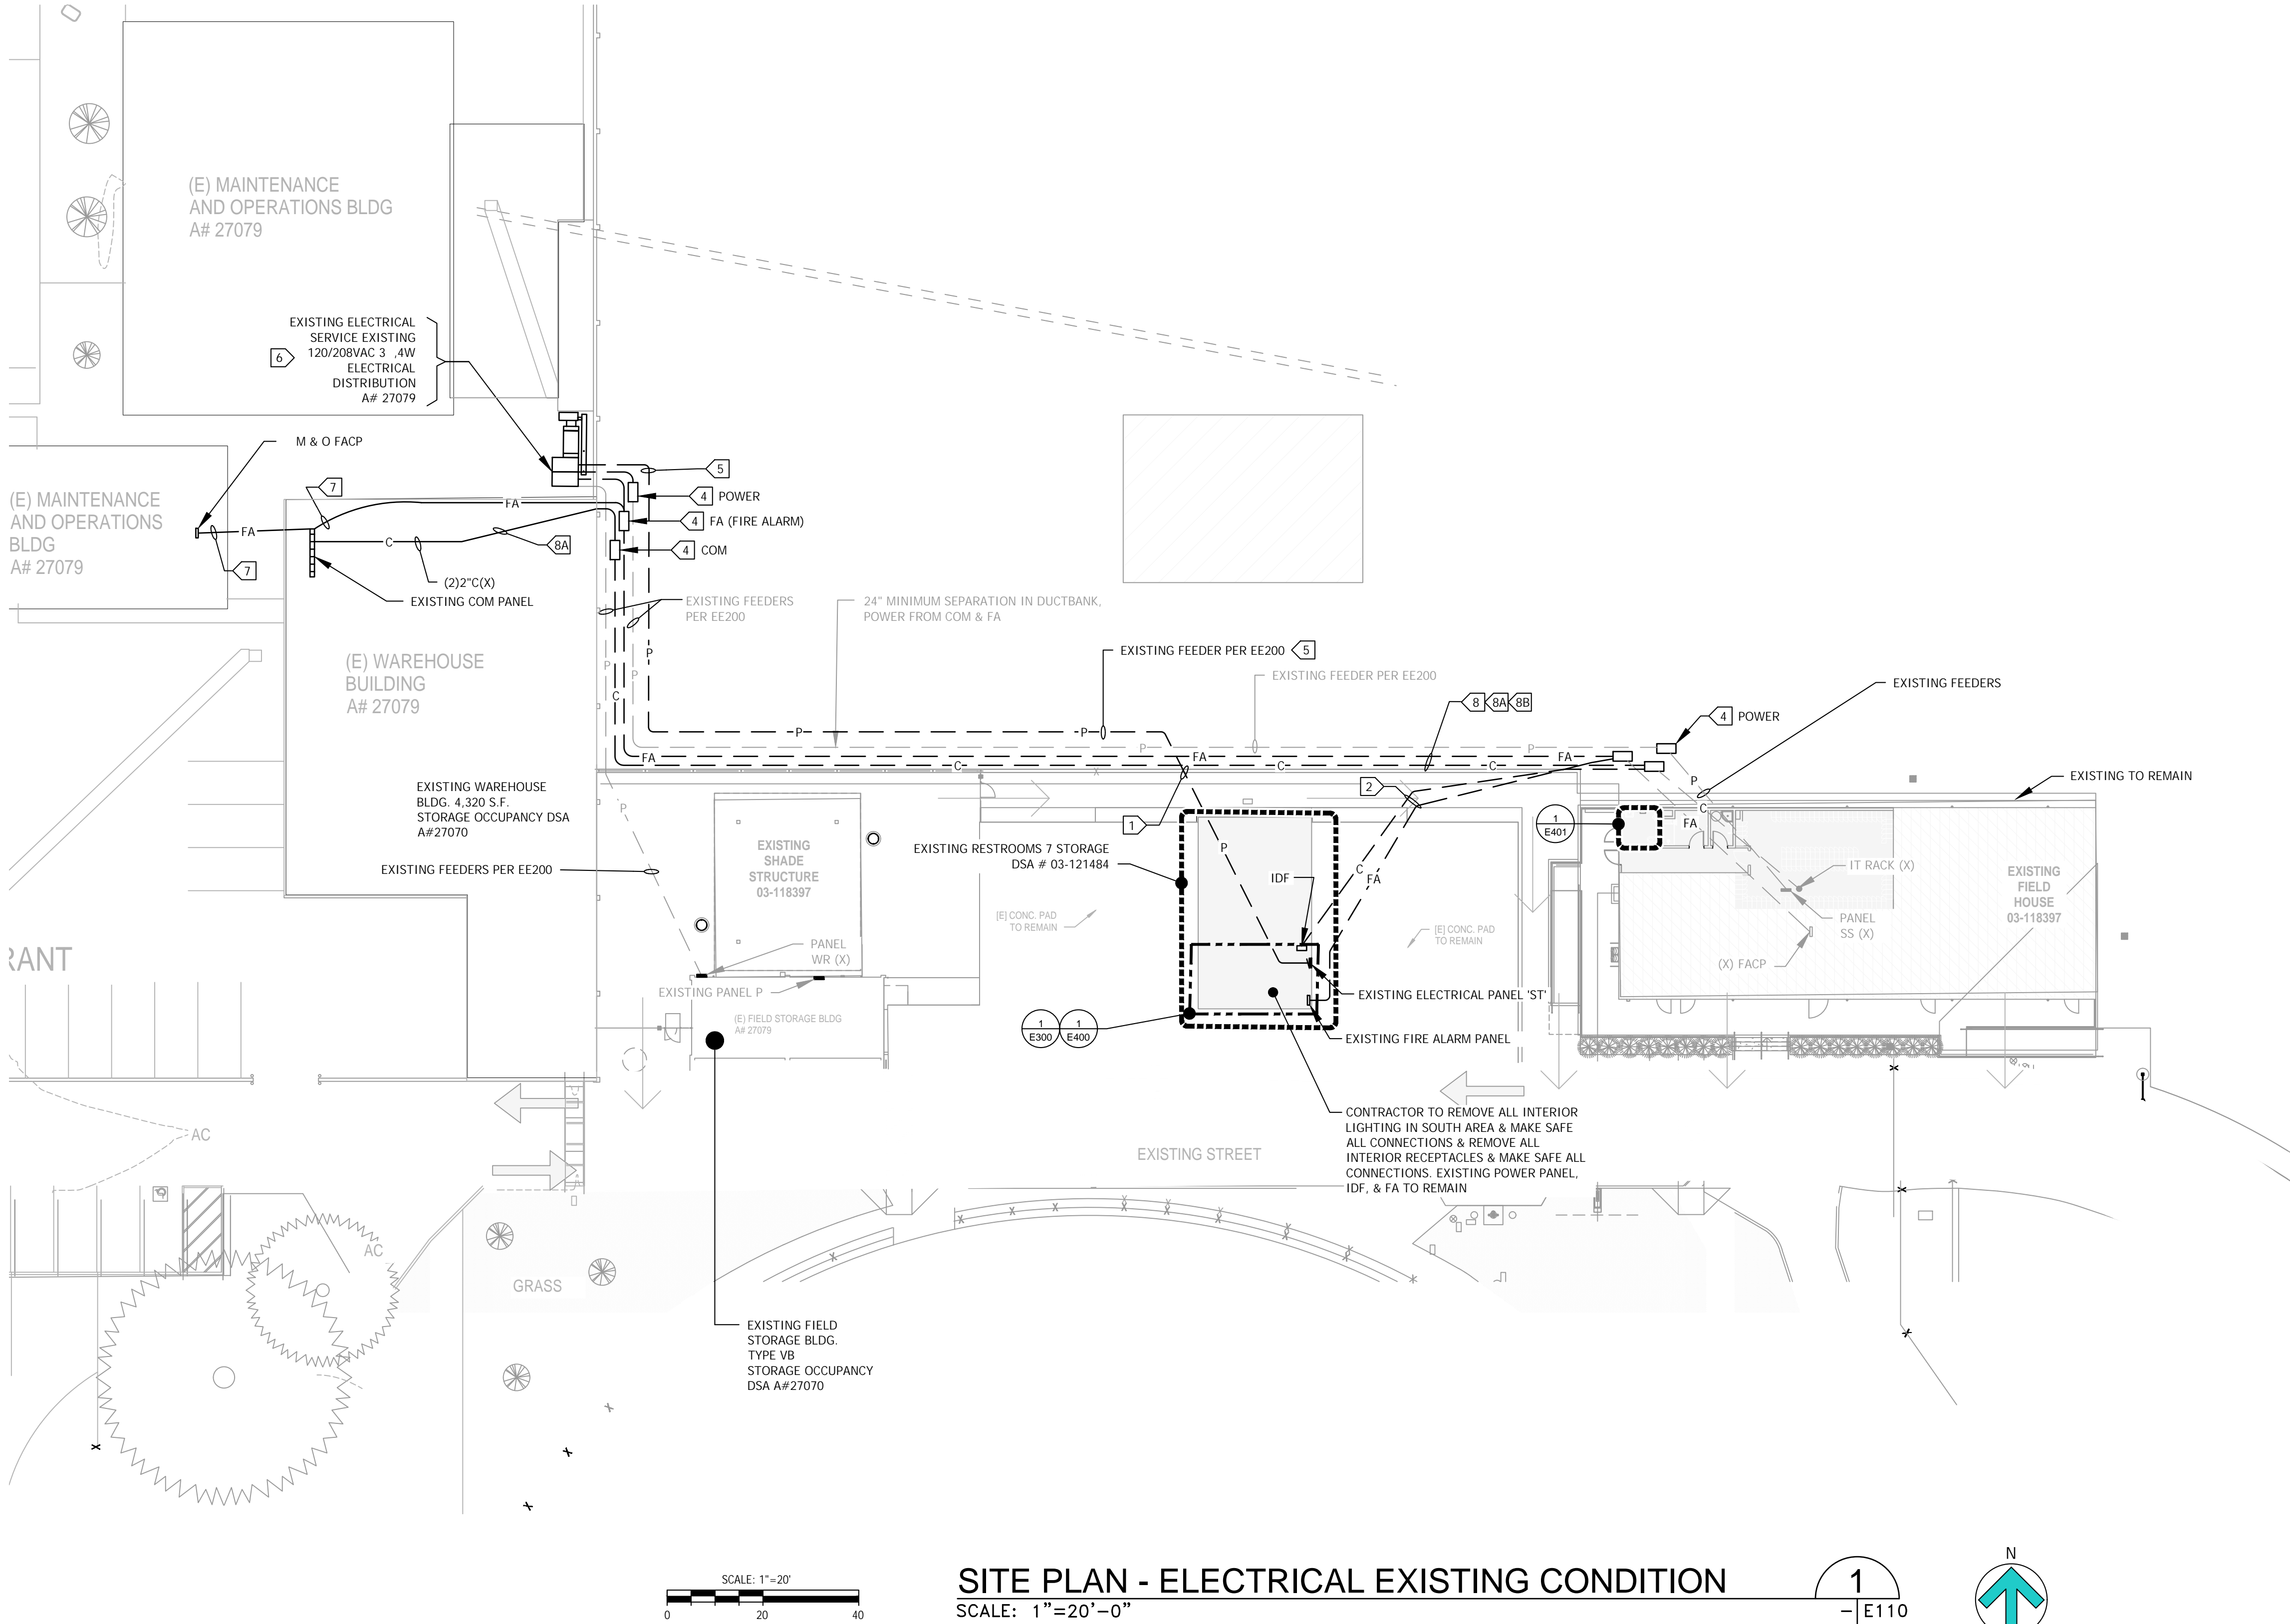 (E) MAINTENANCE
AND OPERATIONS BLDG
A# 27079
EXISTING ELECTRICAL
SERVICE EXISTING
6
120/208VAC 3 ,4W
ELECTRICAL
DISTRIBUTION
A# 27079
M & O FACP
(E) MAINTENANCE
AND OPERATIONS
BLDG
A# 27079
7
FA
FA
7
C
8A
(2)2"C(X)
EXISTING COM PANEL
5
4 POWER
4 FA (FIRE ALARM)
4 COM
EXISTING FEEDERS
PER EE200
24" MINIMUM SEPARATION IN DUCTBANK,
POWER FROM COM & FA
(E) WAREHOUSE
BUILDING
A# 27079
P
P
P
C
EXISTING FEEDER PER EE200 5
EXISTING FEEDER PER EE200
8 8A 8B
EXISTING FEEDERS
4 POWER
P
P
P
P
FA
FA
FA
C
C
C
P
C
FA
EXISTING TO REMAIN
EXISTING WAREHOUSE
BLDG. 4,320 S.F.
STORAGE OCCUPANCY DSA
A#27070
P
EXISTING FEEDERS PER EE200
EXISTING
SHADE
STRUCTURE
03-118397
2
1
EXISTING RESTROOMS 7 STORAGE
DSA # 03-121484
P
C
FA
IDF
1
E401
IT RACK (X)
EXISTING
FIELD
HOUSE
03-118397
PANEL
SS (X)
(X) FACP
[E] CONC. PAD
TO REMAIN
[E] CONC. PAD
TO REMAIN
RANT
PANEL
WR (X)
EXISTING PANEL P
(E) FIELD STORAGE BLDG
A# 27079
EXISTING ELECTRICAL PANEL 'ST'
1
E300
1
E400
EXISTING FIRE ALARM PANEL
CONTRACTOR TO REMOVE ALL INTERIOR
LIGHTING IN SOUTH AREA & MAKE SAFE
ALL CONNECTIONS & REMOVE ALL
INTERIOR RECEPTACLES & MAKE SAFE ALL
CONNECTIONS. EXISTING POWER PANEL,
IDF, & FA TO REMAIN
AC
EXISTING STREET
AC
GRASS
EXISTING FIELD
STORAGE BLDG.
TYPE VB
STORAGE OCCUPANCY
DSA A#27070
SCALE: 1"=20'
0 20 40
SITE PLAN - ELECTRICAL EXISTING CONDITION
SCALE: 1"=20'-0"
1
- E110
N